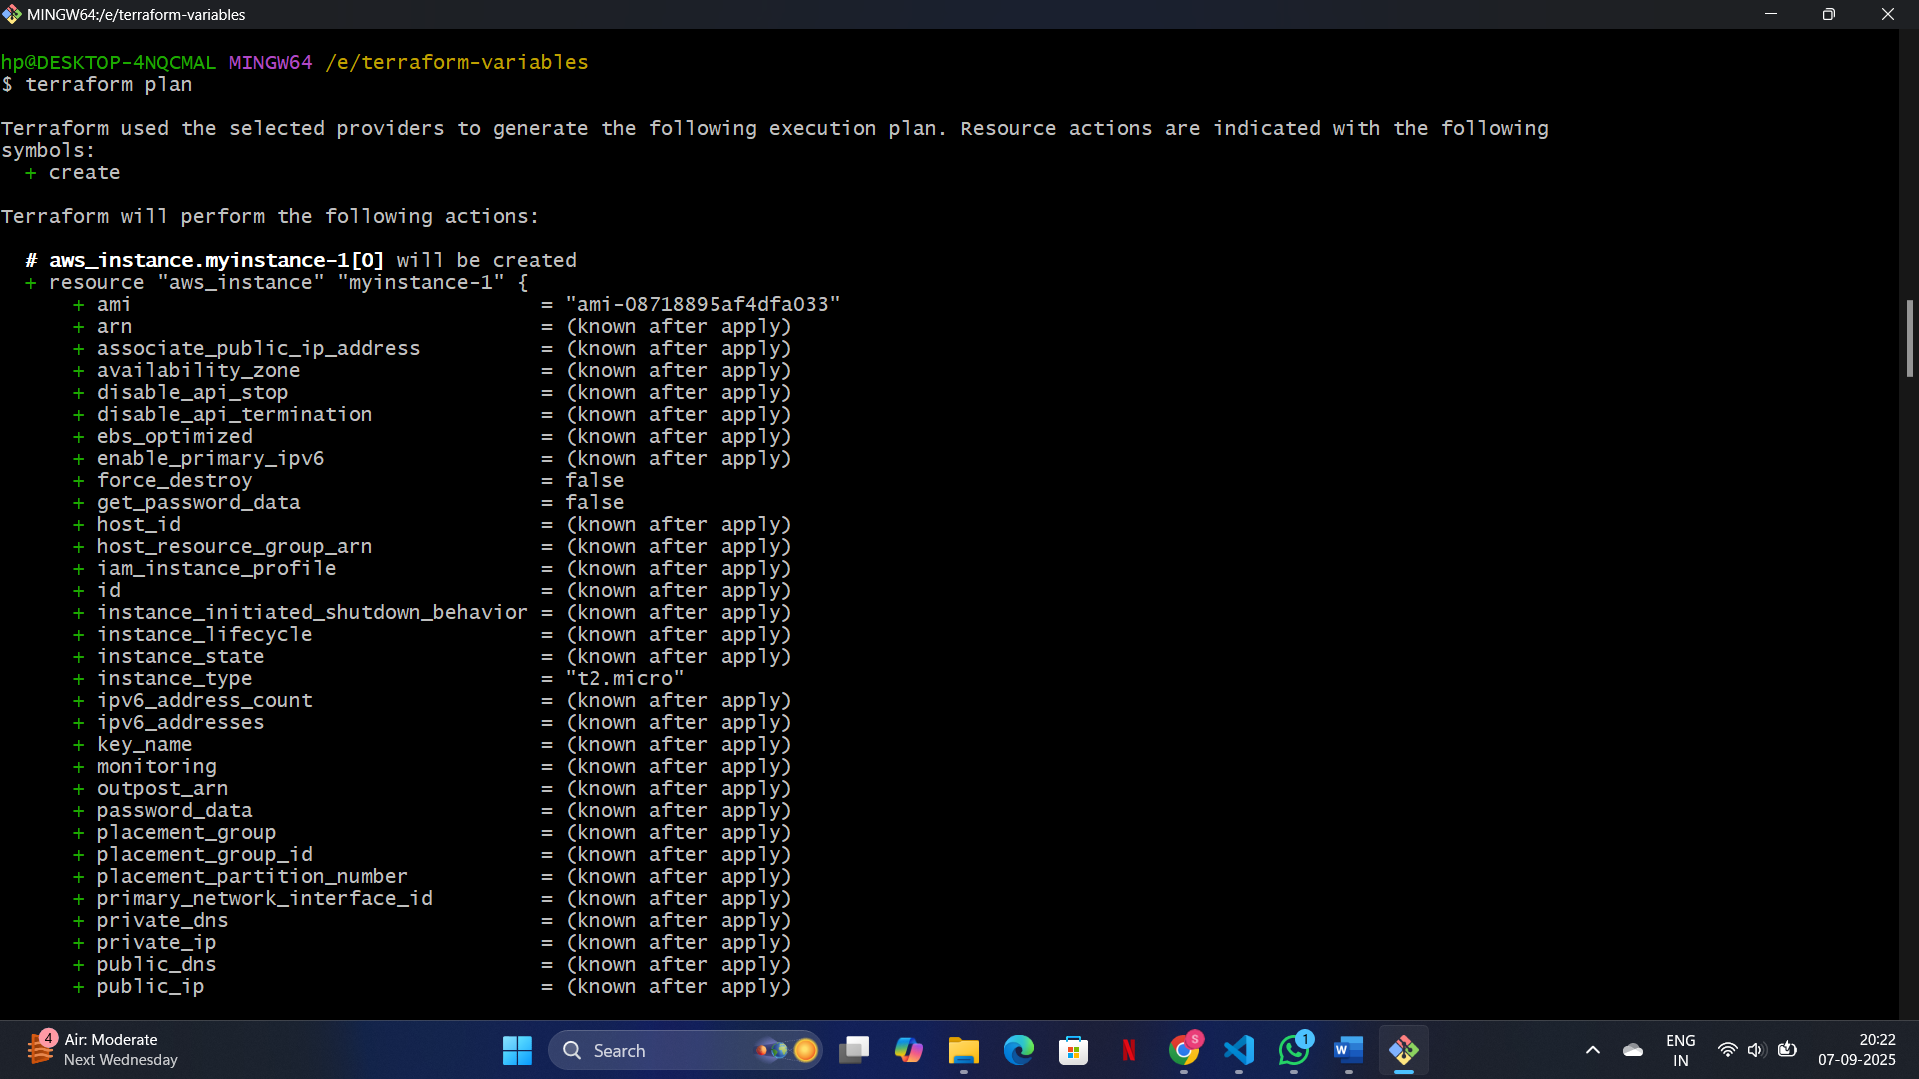 MINGW64:/e/terraform-variables
hp@DESKTOP-4NQCMAL MINGW64 /e/terraform-variables
$ terraform plan
Terraform used the selected providers to generate the following execution plan. Resource actions are indicated with the following
symbols:
+ create
Terraform will perform the following actions:
# aws_instance.myinstance-1[0] will be created
+ resource "aws_instance" "myinstance-1" {
+ ami = "ami-08718895af4dfa033"
+ arn = (known after apply)
+ associate_public_ip_address = (known after apply)
+ availability_zone = (known after apply)
+ disable_api_stop = (known after apply)
+ disable_api_termination = (known after apply)
+ ebs_optimized = (known after apply)
+ enable_primary_ipv6 = (known after apply)
+ force_destroy = false
+ get_password_data = false
+ host_id = (known after apply)
+ host_resource_group_arn = (known after apply)
+ iam_instance_profile = (known after apply)
+ id = (known after apply)
+ instance_initiated_shutdown_behavior = (known after apply)
+ instance_lifecycle = (known after apply)
+ instance_state = (known after apply)
+ instance_type = "t2.micro"
+ ipv6_address_count = (known after apply)
+ ipv6_addresses = (known after apply)
+ key_name = (known after apply)
+ monitoring = (known after apply)
+ outpost_arn = (known after apply)
+ password_data = (known after apply)
+ placement_group = (known after apply)
+ placement_group_id = (known after apply)
+ placement_partition_number = (known after apply)
+ primary_network_interface_id = (known after apply)
+ private_dns = (known after apply)
+ private_ip = (known after apply)
+ public_dns = (known after apply)
+ public_ip = (known after apply)
4
Air: Moderate
Next Wednesday
Search
N
S
1
W
ENG
IN
20:22
07-09-2025